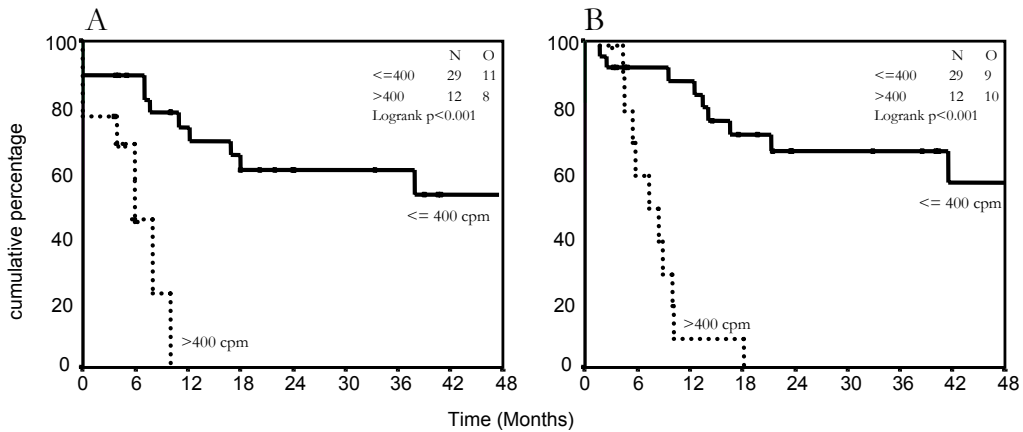 A
100
80
60
40
20
0
cumulative percentage
N O
<=400 29 11
>400 12 8
Logrank p<0.001
<= 400 cpm
>400 cpm
0 6 12 18 24 30 36 42 48
B
100
80
60
40
20
0
N O
<=400 29 9
>400 12 10
Logrank p<0.001
<= 400 cpm
>400 cpm
0 6 12 18 24 30 36 42 48
Time (Months)